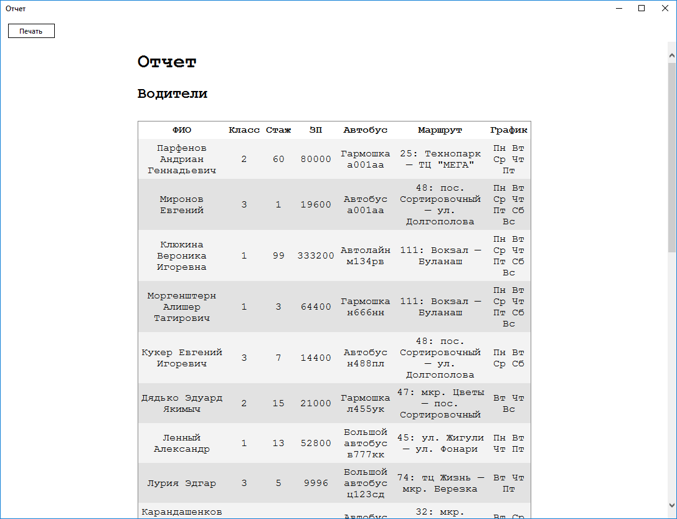 Отчет
Печать
Отчет
Водители
ФИО Класс Стаж ЗП Автобус Маршрут График
Парфенов Андриан Геннадьевич 2 60 80000 Гармошка а001аа 25: Технопарк — ТЦ "МЕГА" Пн Вт Ср Чт Пт
Миронов Евгений 3 1 19600 Автобус а001аа 48: пос. Сортировочный — ул. Долгополова Пн Вт Ср Чт Пт Сб Вс
Клюкина Вероника Игоревна 1 99 333200 Автолайн м134рв 111: Вокзал — Буланаш Пн Вт Ср Чт Пт Сб Вс
Моргенштерн Алишер Тагирович 1 3 64400 Гармошка н666нн 111: Вокзал — Буланаш Пн Вт Ср Чт Пт Сб Вс
Кукер Евгений Игоревич 3 7 14400 Автобус н488пл 48: пос. Сортировочный — ул. Долгополова Пн Вт Ср Сб
Дядько Эдуард Якимыч 2 15 21000 Гармошка л455ук 47: мкр. Цветы — пос. Сортировочный Вт Чт Вс
Ленный Александр 1 13 52800 Большой автобус в777кк 45: ул. Жигули — ул. Фонари Пн Вт Чт Пт
Лурия Эдгар 3 5 9996 Большой автобус ц123сд 74: тц Жизнь — мкр. Березка Вт Чт Пт
Карандашенков Автобус 32: мкр. Вт Ср